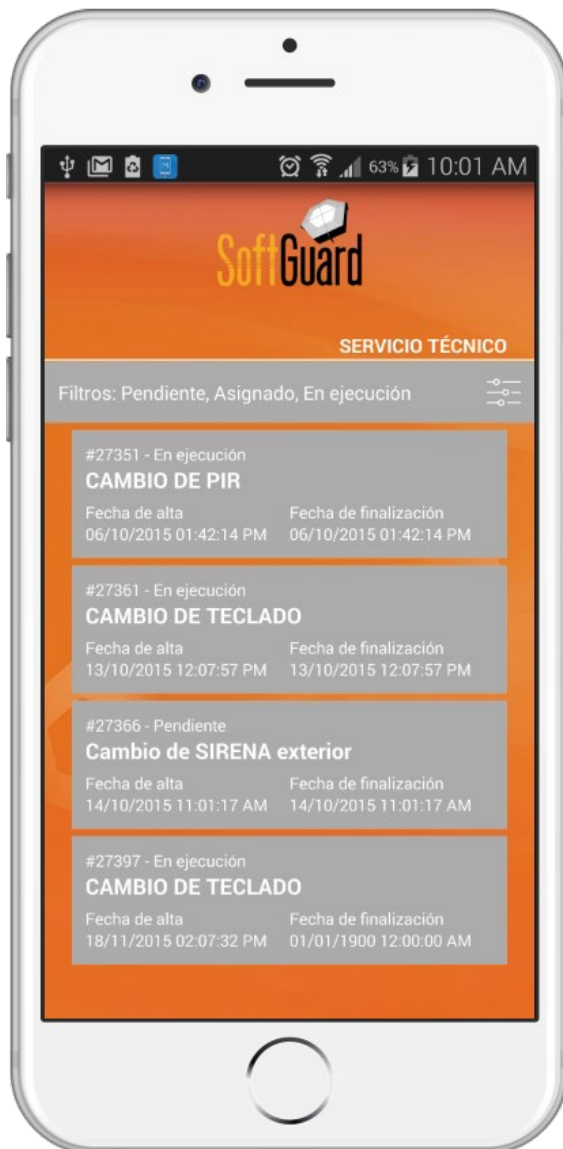 63% 10:01 AM
SoftGuard
SERVICIO TÉCNICO
Filtros: Pendiente, Asignado, En ejecución
#27351 - En ejecución
CAMBIO DE PIR
Fecha de alta Fecha de finalización
06/10/2015 01:42:14 PM 06/10/2015 01:42:14 PM
#27361 - En ejecución
CAMBIO DE TECLADO
Fecha de alta Fecha de finalización
13/10/2015 12:07:57 PM 13/10/2015 12:07:57 PM
#27366 - Pendiente
Cambio de SIRENA exterior
Fecha de alta Fecha de finalización
14/10/2015 11:01:17 AM 14/10/2015 11:01:17 AM
#27397 - En ejecución
CAMBIO DE TECLADO
Fecha de alta Fecha de finalización
18/11/2015 02:07:32 PM 01/01/1900 12:00:00 AM